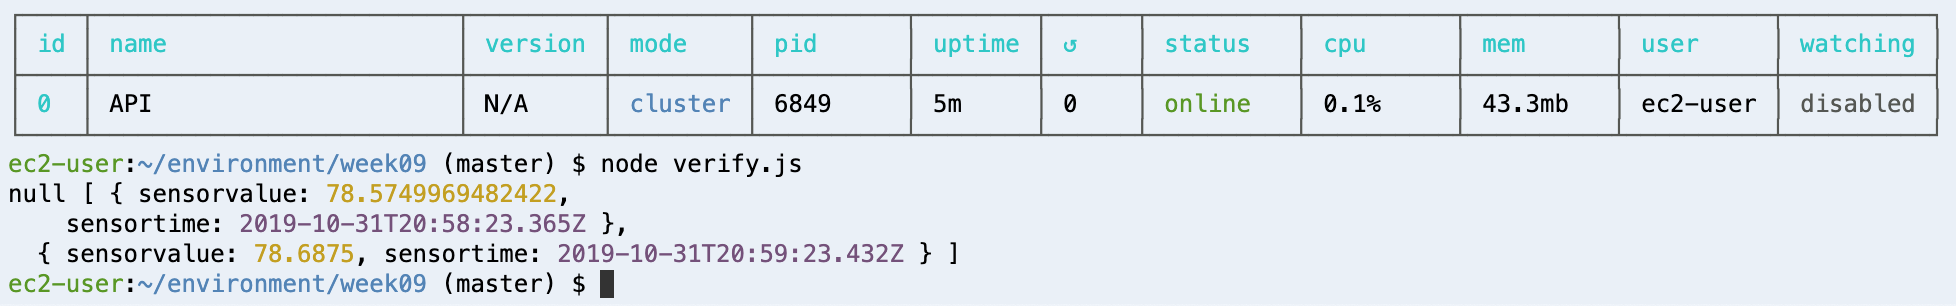 id name version mode pid uptime ↺ status cpu mem user watching
0 API N/A cluster 6849 5m 0 online 0.1% 43.3mb ec2-user disabled
ec2-user:~/environment/week09 (master) $ node verify.js
null [ { sensorvalue: 78.5749969482422,
    sensortime: 2019-10-31T20:58:23.365Z },
  { sensorvalue: 78.6875, sensortime: 2019-10-31T20:59:23.432Z } ]
ec2-user:~/environment/week09 (master) $